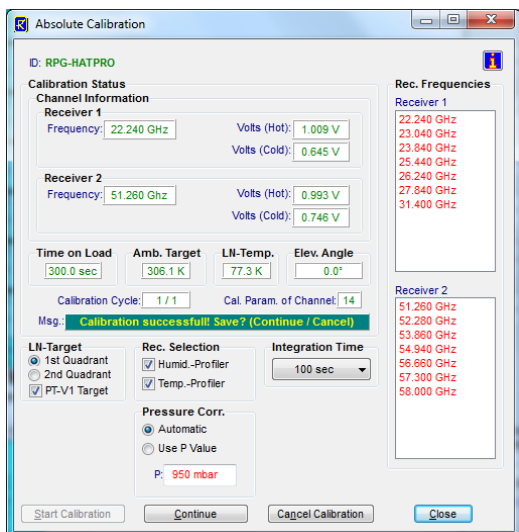 Absolute Calibration
ID: RPG-HATPRO
Calibration Status
Channel Information
Receiver 1
Frequency: 22.240 GHz Volts (Hot): 1.009 V
Volts (Cold): 0.645 V
Receiver 2
Frequency: 51.260 GHz Volts (Hot): 0.993 V
Volts (Cold): 0.746 V
Time on Load Amb. Target LN-Temp. Elev. Angle
300.0 sec 306.1 K 77.3 K 0.0°
Calibration Cycle: 1 / 1 Cal. Param. of Channel: 14
Msg.: Calibration successfull! Save? (Continue / Cancel)
LN-Target
1st Quadrant
2nd Quadrant
PT-V1 Target
Rec. Selection
Humid.-Profiler
Temp.-Profiler
Integration Time
100 sec
Pressure Corr.
Automatic
Use P Value
P: 950 mbar
Rec. Frequencies
Receiver 1
22.240 GHz
23.040 GHz
23.840 GHz
25.440 GHz
26.240 GHz
27.840 GHz
31.400 GHz
Receiver 2
51.260 GHz
52.280 GHz
53.860 GHz
54.940 GHz
56.660 GHz
57.300 GHz
58.000 GHz
Start Calibration Continue Cancel Calibration Close